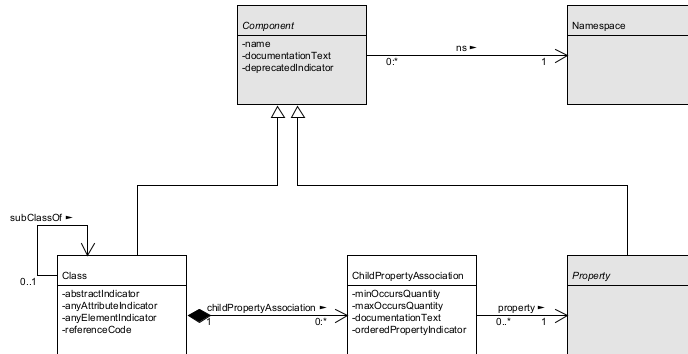 Component
-name
-documentationText
-deprecatedIndicator
ns ►
0:*
1
Namespace
subClassOf ►
0..1
Class
-abstractIndicator
-anyAttributeIndicator
-anyElementIndicator
-referenceCode
childPropertyAssociation ►
1
0:*
ChildPropertyAssociation
-minOccursQuantity
-maxOccursQuantity
-documentationText
-orderedPropertyIndicator
property ►
0..*
1
Property